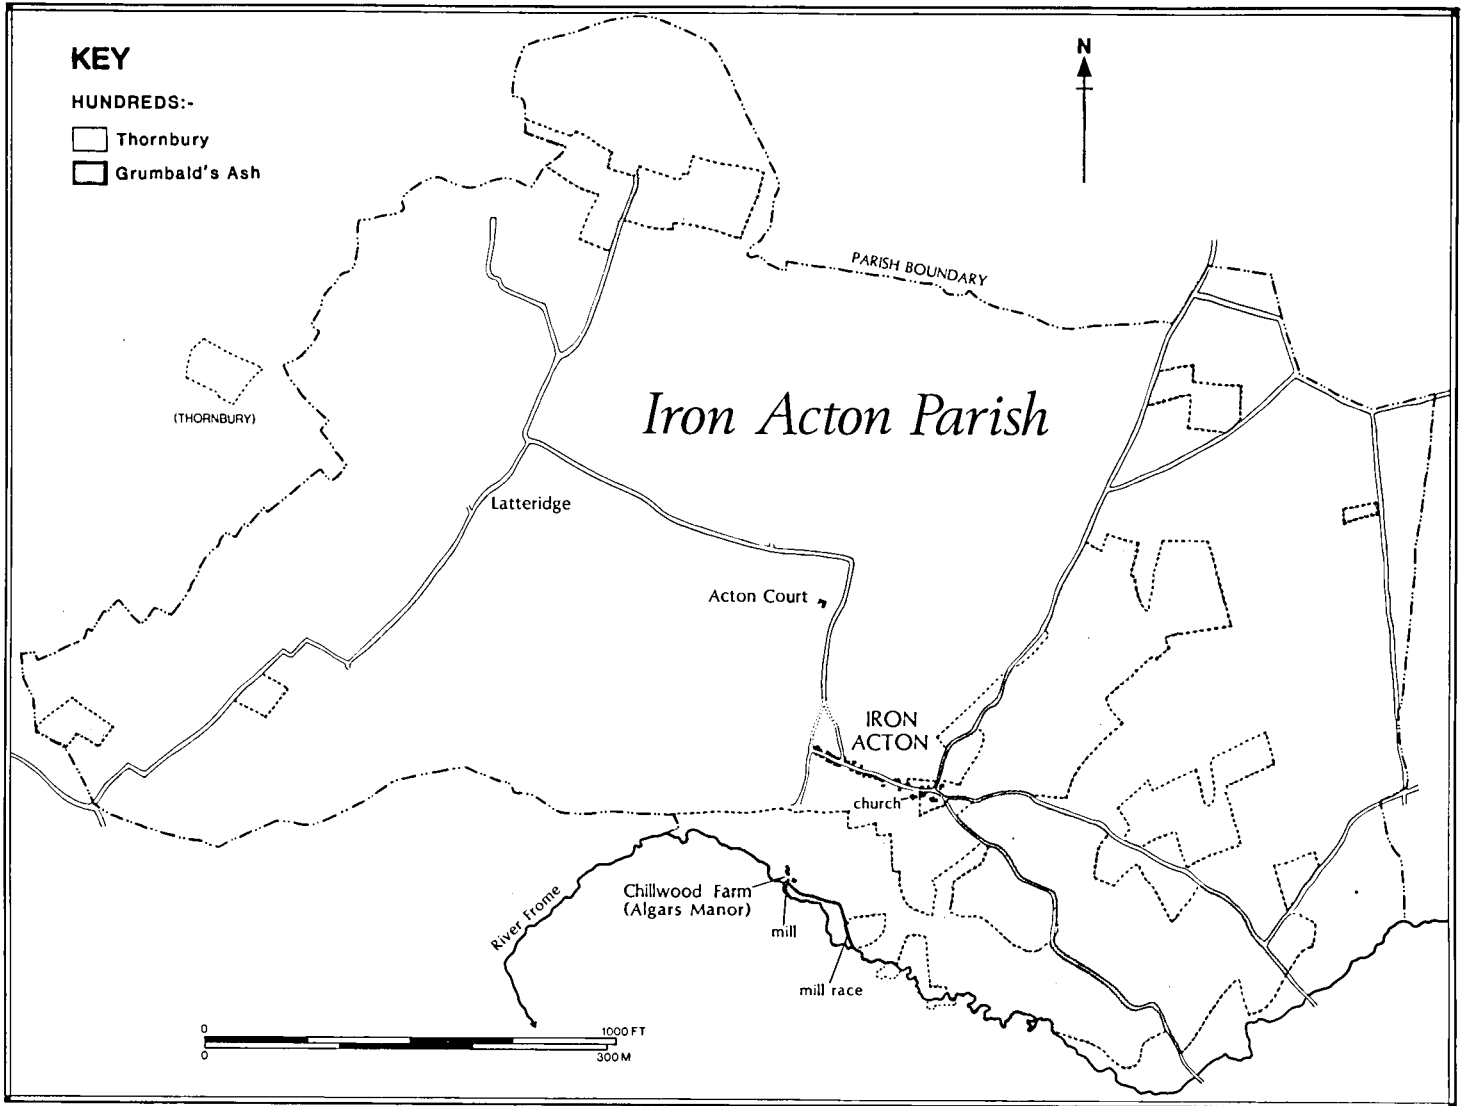 KEY
HUNDREDS:-
Thornbury
Grumbald's Ash
N
PARISH BOUNDARY
(THORNBURY)
Iron Acton Parish
Latteridge
Acton Court
IRON
ACTON
church
Chillwood Farm
(Algars Manor)
River Frome
mill
mill race
0
1000 FT
0
300 M